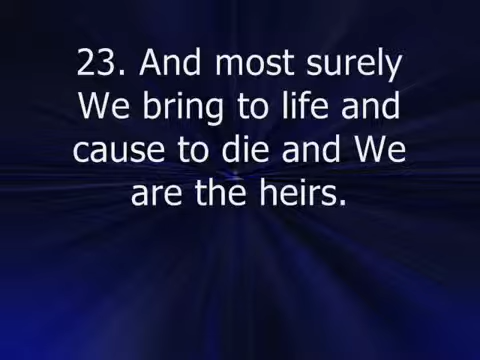 23. And most surely
We bring to life and
cause to die and We
are the heirs.